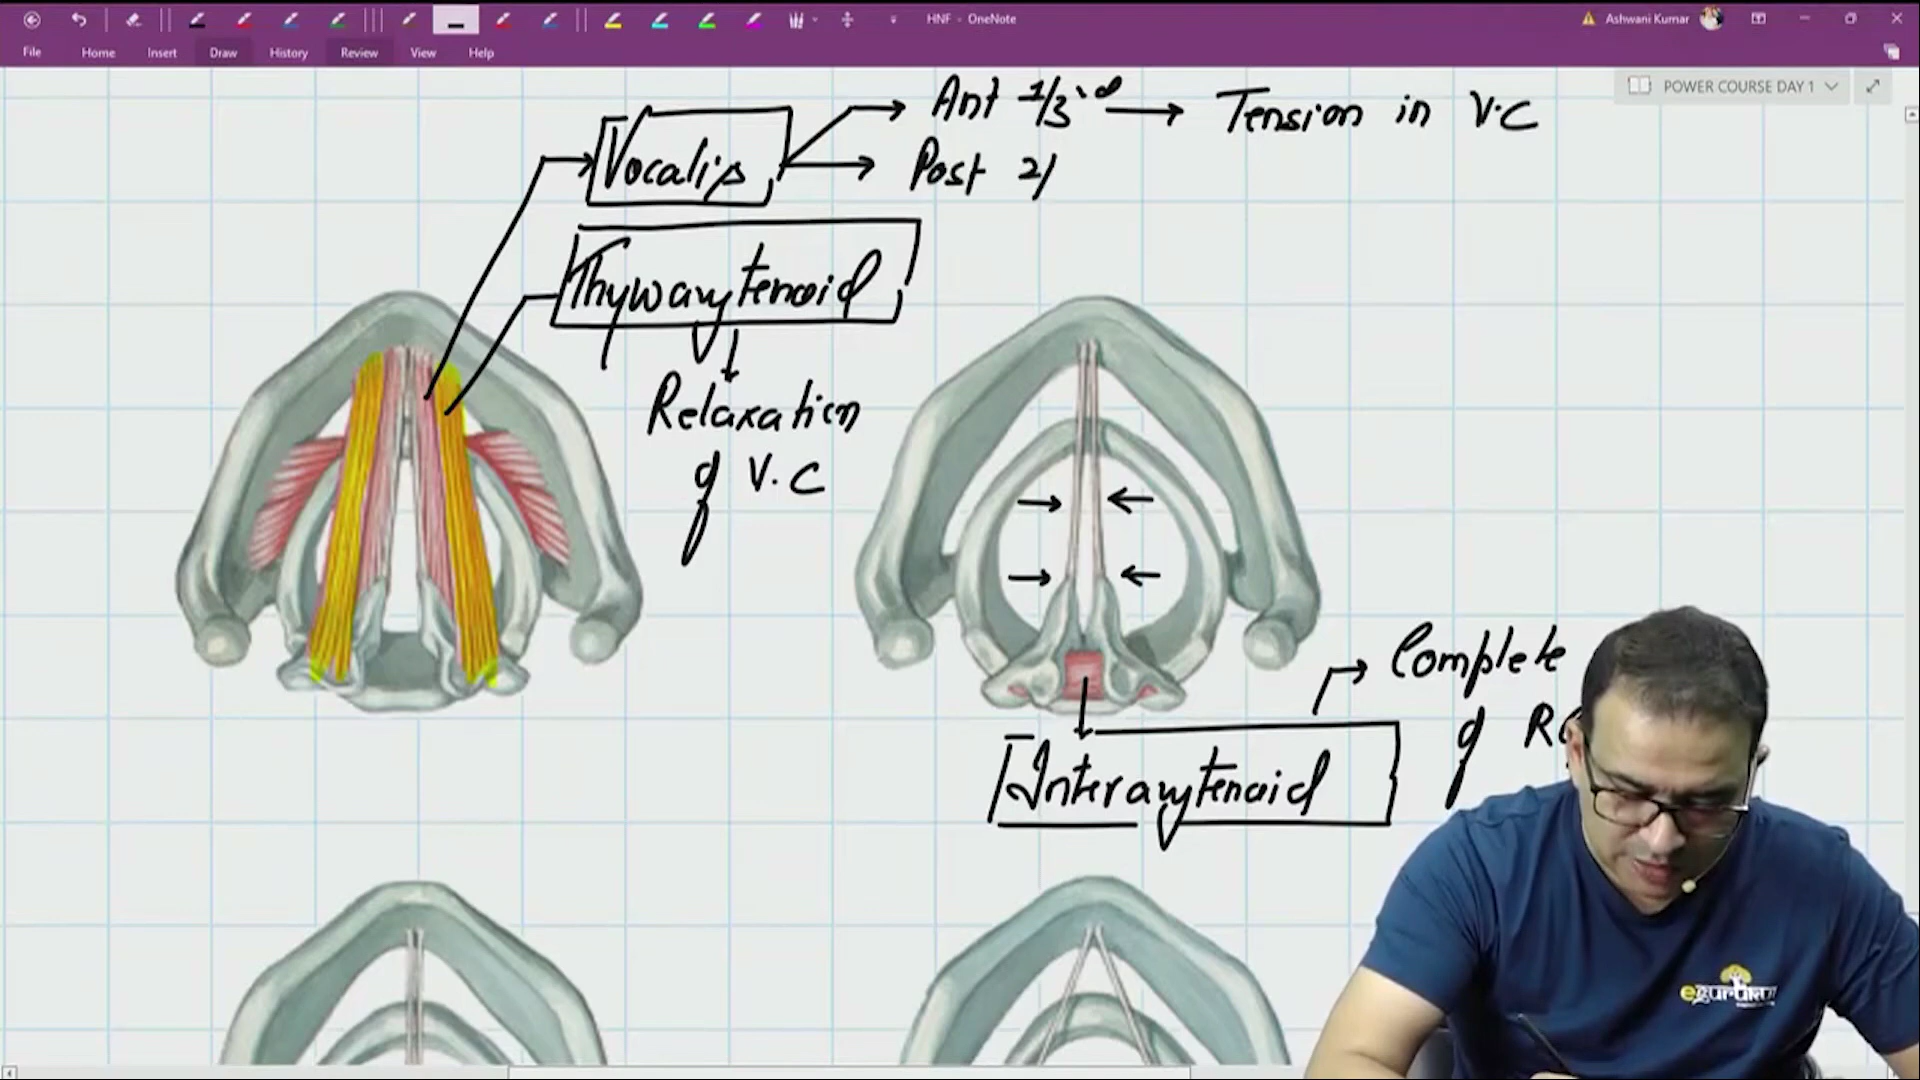 HNF - OneNote
Ashwani Kumar
File Home Insert Draw History Review View Help
POWER COURSE DAY 1
Ant 1/3rd → Tension in V.C
Vocalis
Post 2/
Thyroarytenoid
Relaxation
of V.C
Complete
of R
Interarytenoid
eGURUKUL